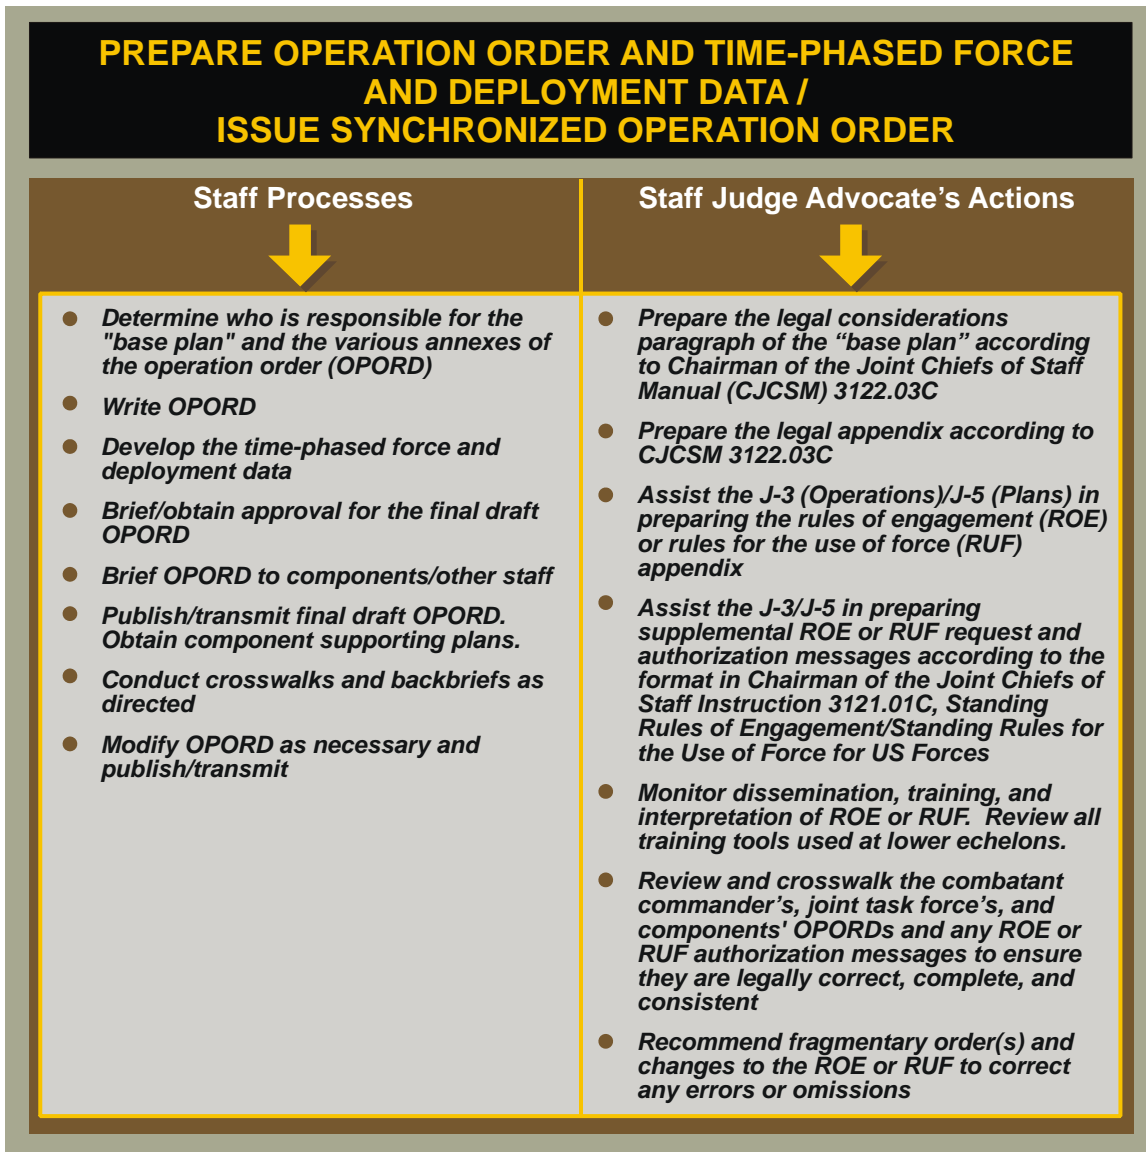 PREPARE OPERATION ORDER AND TIME-PHASED FORCE
AND DEPLOYMENT DATA /
ISSUE SYNCHRONIZED OPERATION ORDER
Staff Processes
Determine who is responsible for the
"base plan" and the various annexes of
the operation order (OPORD)
Write OPORD
Develop the time-phased force and
deployment data
Brief/obtain approval for the final draft
OPORD
Brief OPORD to components/other staff
Publish/transmit final draft OPORD.
Obtain component supporting plans.
Conduct crosswalks and backbriefs as
directed
Modify OPORD as necessary and
publish/transmit
Staff Judge Advocate's Actions
Prepare the legal considerations
paragraph of the “base plan” according
to Chairman of the Joint Chiefs of Staff
Manual (CJCSM) 3122.03C
Prepare the legal appendix according to
CJCSM 3122.03C
Assist the J-3 (Operations)/J-5 (Plans) in
preparing the rules of engagement (ROE)
or rules for the use of force (RUF)
appendix
Assist the J-3/J-5 in preparing
supplemental ROE or RUF request and
authorization messages according to the
format in Chairman of the Joint Chiefs of
Staff Instruction 3121.01C, Standing
Rules of Engagement/Standing Rules for
the Use of Force for US Forces
Monitor dissemination, training, and
interpretation of ROE or RUF.  Review all
training tools used at lower echelons.
Review and crosswalk the combatant
commander’s, joint task force’s, and
components' OPORDs and any ROE or
RUF authorization messages to ensure
they are legally correct, complete, and
consistent
Recommend fragmentary order(s) and
changes to the ROE or RUF to correct
any errors or omissions